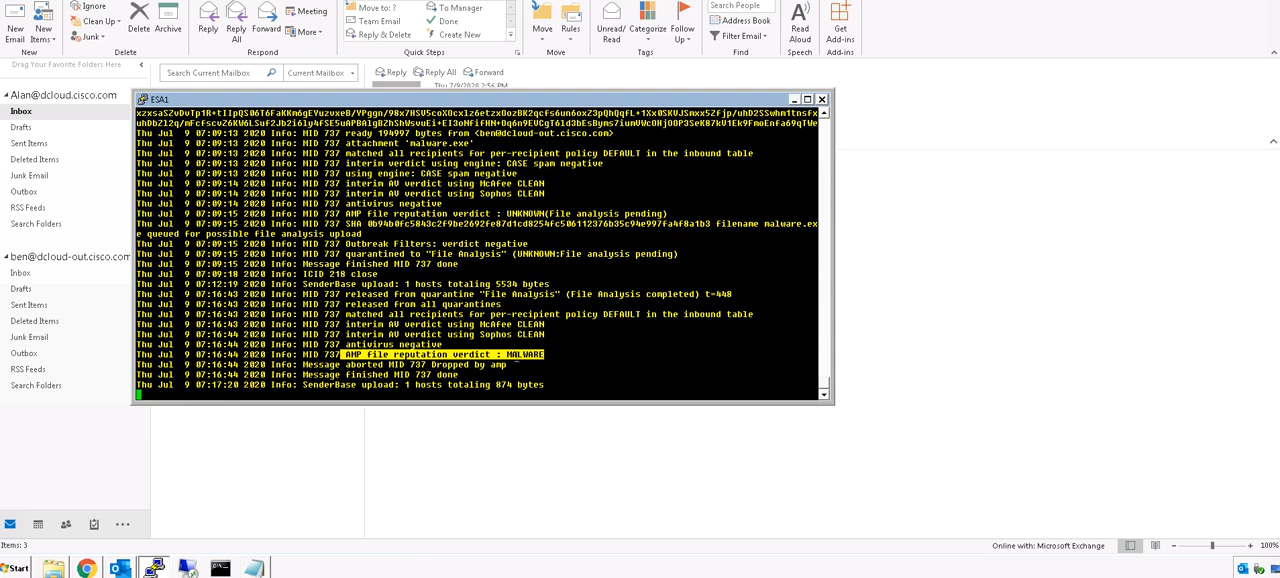 Ignore
Clean Up
Junk
New Email
New Items
Delete
Archive
Reply
Reply All
Forward
Meeting
More
Move to: ?
Team Email
Reply & Delete
To Manager
Done
Create New
Move
Rules
Unread/ Read
Categorize
Follow Up
Search People
Address Book
Filter Email
Read Aloud
Get Add-ins
New
Delete
Respond
Quick Steps
Move
Tags
Find
Speech
Add-ins
Drag Your Favorite Folders Here
Search Current Mailbox
Current Mailbox
Reply
Reply All
Forward
Thu 7/9/2020 2:56 PM
Alan@dcloud.cisco.com
Inbox
Drafts
Sent Items
Deleted Items
Junk Email
Outbox
RSS Feeds
Search Folders
ben@dcloud-out.cisco.com
Inbox
Drafts
Sent Items
Deleted Items
Junk Email
Outbox
RSS Feeds
Search Folders
ESA1
Thu Jul  9 07:09:13 2020 Info: MID 737 ready 194997 bytes from <ben@dcloud-out.cisco.com>
Thu Jul  9 07:09:13 2020 Info: MID 737 attachment 'malware.exe'
Thu Jul  9 07:09:13 2020 Info: MID 737 matched all recipients for per-recipient policy DEFAULT in the inbound table
Thu Jul  9 07:09:13 2020 Info: MID 737 interim verdict using engine: CASE spam negative
Thu Jul  9 07:09:13 2020 Info: MID 737 using engine: CASE spam negative
Thu Jul  9 07:09:14 2020 Info: MID 737 interim AV verdict using McAfee CLEAN
Thu Jul  9 07:09:14 2020 Info: MID 737 interim AV verdict using Sophos CLEAN
Thu Jul  9 07:09:14 2020 Info: MID 737 antivirus negative
Thu Jul  9 07:09:15 2020 Info: MID 737 AMP file reputation verdict : UNKNOWN(File analysis pending)
Thu Jul  9 07:09:15 2020 Info: MID 737 SHA 0b94b0fc5843c2f9be2692fe87d1cd8254fc506112376b35c94e997fa4f8a1b3 filename malware.ex
e queued for possible file analysis upload
Thu Jul  9 07:09:15 2020 Info: MID 737 Outbreak Filters: verdict negative
Thu Jul  9 07:09:15 2020 Info: MID 737 quarantined to "File Analysis" (UNKNOWN:File analysis pending)
Thu Jul  9 07:09:15 2020 Info: Message finished MID 737 done
Thu Jul  9 07:09:18 2020 Info: ICID 218 close
Thu Jul  9 07:12:19 2020 Info: SenderBase upload: 1 hosts totaling 5534 bytes
Thu Jul  9 07:16:43 2020 Info: MID 737 released from quarantine "File Analysis" (File Analysis completed) t=448
Thu Jul  9 07:16:43 2020 Info: MID 737 released from all quarantines
Thu Jul  9 07:16:43 2020 Info: MID 737 matched all recipients for per-recipient policy DEFAULT in the inbound table
Thu Jul  9 07:16:44 2020 Info: MID 737 interim AV verdict using McAfee CLEAN
Thu Jul  9 07:16:44 2020 Info: MID 737 interim AV verdict using Sophos CLEAN
Thu Jul  9 07:16:44 2020 Info: MID 737 antivirus negative
Thu Jul  9 07:16:44 2020 Info: MID 737 AMP file reputation verdict : MALWARE
Thu Jul  9 07:16:44 2020 Info: Message aborted MID 737 Dropped by amp
Thu Jul  9 07:16:44 2020 Info: Message finished MID 737 done
Thu Jul  9 07:17:20 2020 Info: SenderBase upload: 1 hosts totaling 874 bytes
Items: 3
Online with: Microsoft Exchange
100%
Start